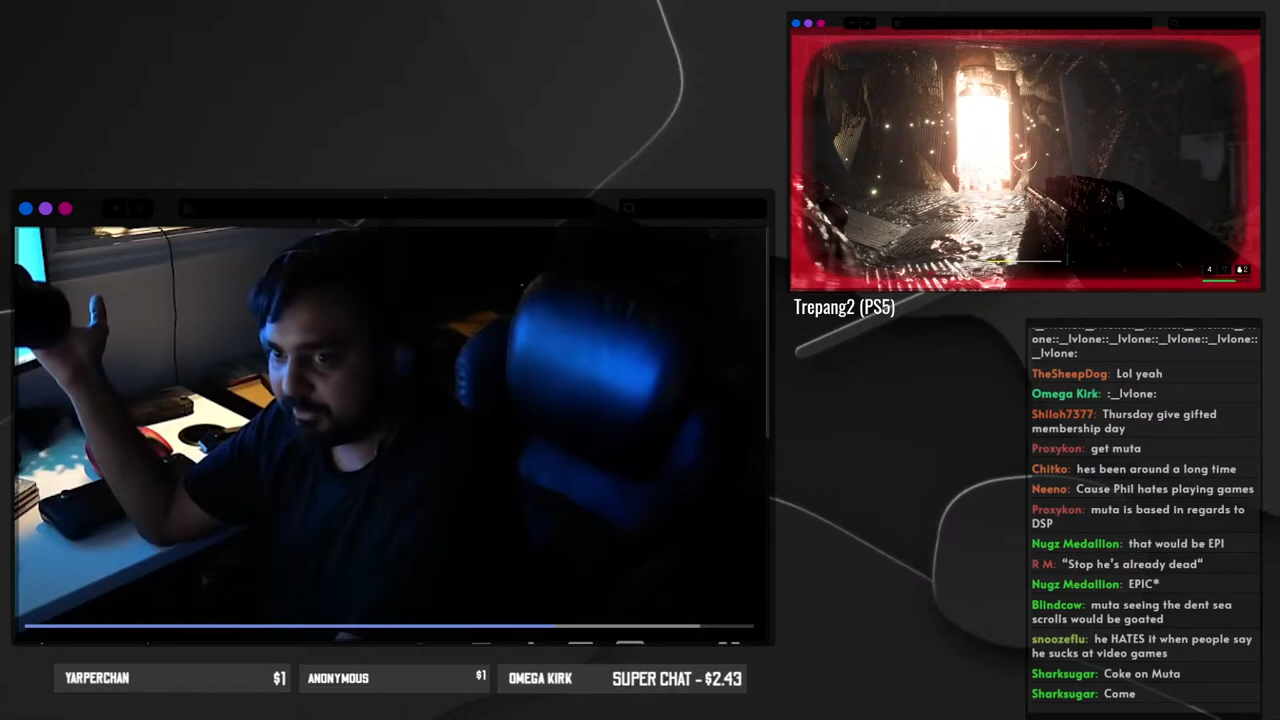 Trepang2 (PS5)
4 17 2
one::_lvlone::_lvlone::_lvlone::_lvlone::
_lvlone:
TheSheepDog: Lol yeah
Omega Kirk: :_lvlone:
Shiloh7377: Thursday give gifted
membership day
Proxykon: get muta
Chitko: hes been around a long time
Neeno: Cause Phil hates playing games
Proxykon: muta is based in regards to
DSP
Nugz Medallion: that would be EPI
R M: “Stop he’s already dead“
Nugz Medallion: EPIC*
Blindcow: muta seeing the dent sea
scrolls would be goated
snoozeflu: he HATES it when people say
he sucks at video games
Sharksugar: Coke on Muta
Sharksugar: Come
YARPERCHAN $1
ANONYMOUS $1
OMEGA KIRK SUPER CHAT - $2.43